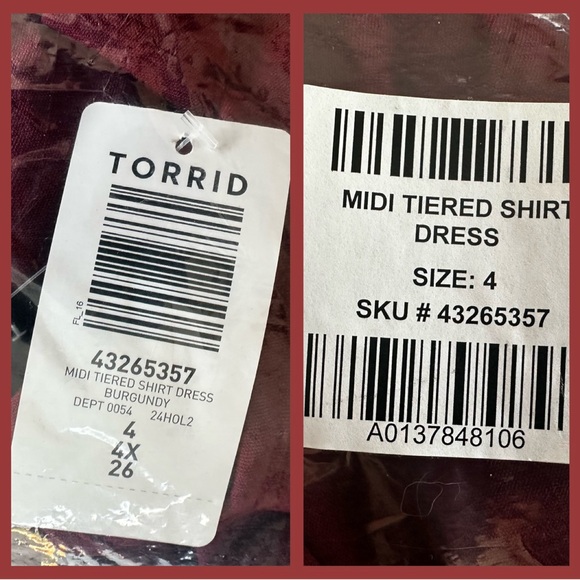 TORRID
FL_16
43265357
MIDI TIERED SHIRT DRESS
BURGUNDY
DEPT 0054 24HOL2
4
4X
26
MIDI TIERED SHIRT
DRESS
SIZE: 4
SKU # 43265357
A0137848106